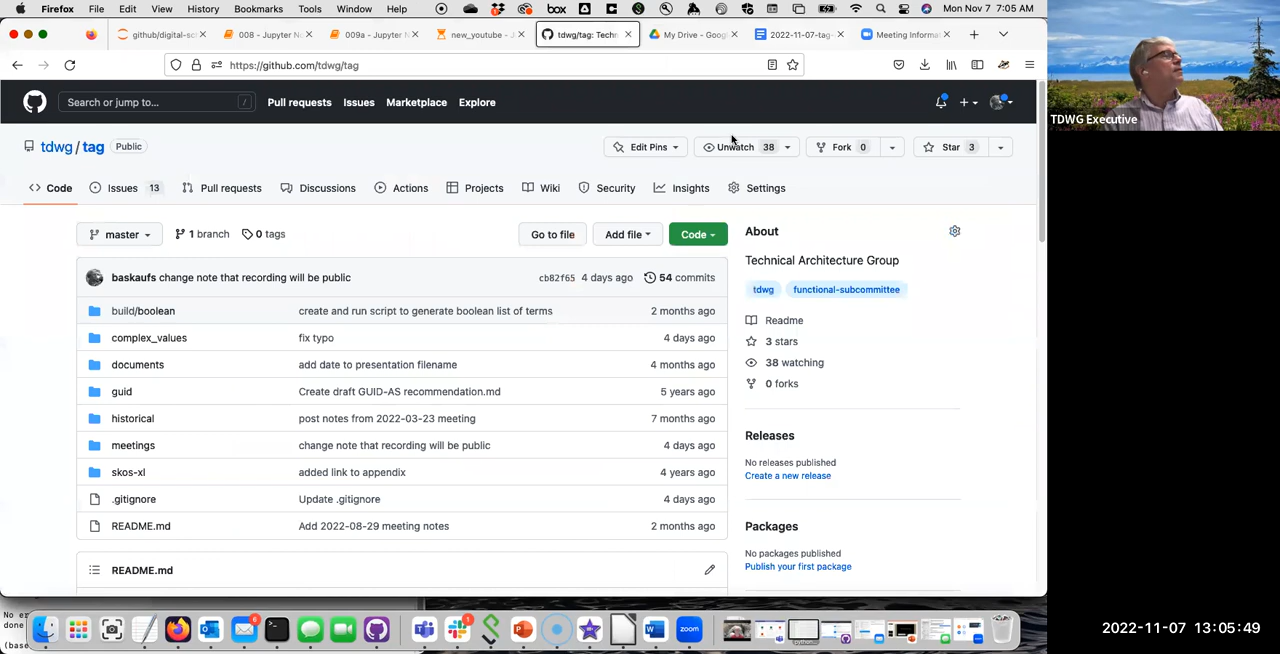 Firefox File Edit View History Bookmarks Tools Window Help box Mon Nov 7 7:05 AM
github/digital-sc 008 - Jupyter N 009a - Jupyter N new_youtube - J tdwg/tag: Techn My Drive - Goog 2022-11-07-tag- Meeting Informa
https://github.com/tdwg/tag
Search or jump to... / Pull requests Issues Marketplace Explore
TDWG Executive
tdwg / tag Public Edit Pins Unwatch 38 Fork 0 Star 3
Code Issues 13 Pull requests Discussions Actions Projects Wiki Security Insights Settings
master 1 branch 0 tags Go to file Add file Code
baskaufs change note that recording will be public cb82f65 4 days ago 54 commits
build/boolean create and run script to generate boolean list of terms 2 months ago
complex_values fix typo 4 days ago
documents add date to presentation filename 4 months ago
guid Create draft GUID-AS recommendation.md 5 years ago
historical post notes from 2022-03-23 meeting 7 months ago
meetings change note that recording will be public 4 days ago
skos-xl added link to appendix 4 years ago
.gitignore Update .gitignore 4 days ago
README.md Add 2022-08-29 meeting notes 2 months ago
README.md
About
Technical Architecture Group
tdwg functional-subcommittee
Readme
3 stars
38 watching
0 forks
Releases
No releases published
Create a new release
Packages
No packages published
Publish your first package
No er
done
(base
zoom
2022-11-07 13:05:49